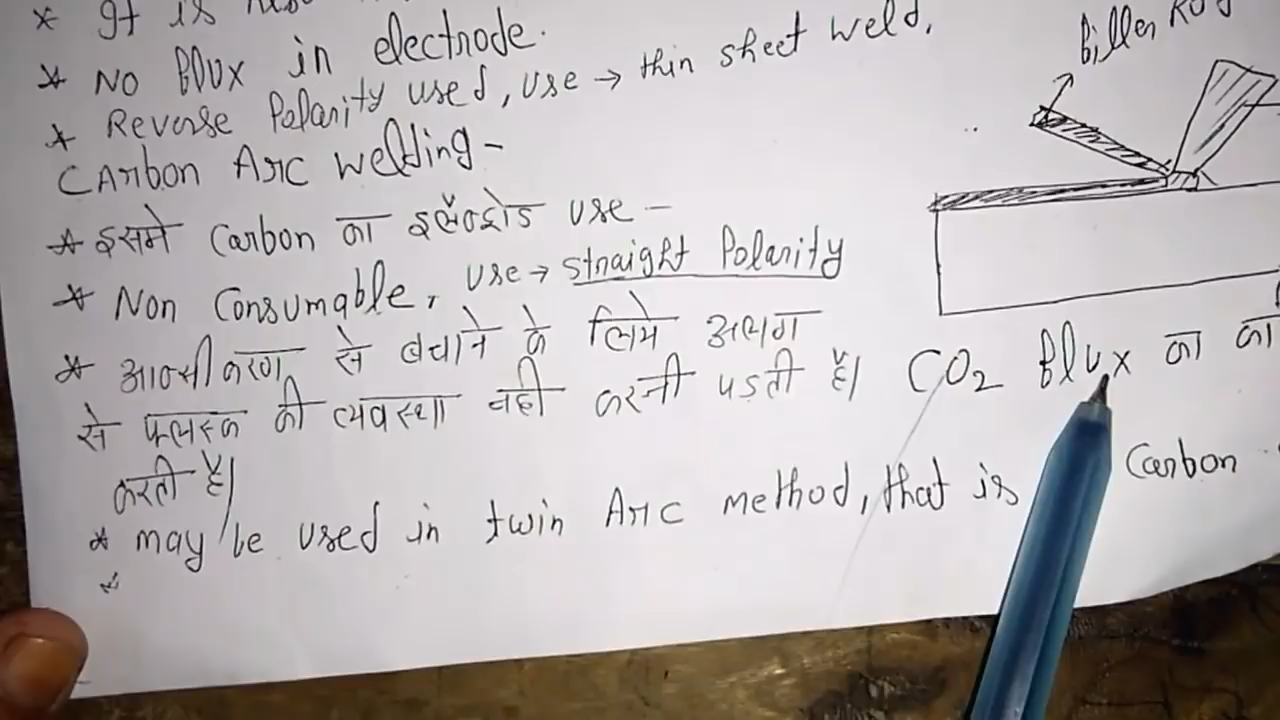 * It is
* No flux in electrode.
* Reverse Polarity used, use → thin sheet weld.
Filler Rod
Carbon Arc welding -
* इसमे Carbon का इलेक्ट्रोड use -
* Non Consumable, use → straight Polarity
* आक्सीकरण से बचाने के लिये अलग
से फ्लक्स की व्यवस्था नही करनी पडती है। CO2 flux का का
करती है।
* may be used in twin Arc method, that is Carbon
*